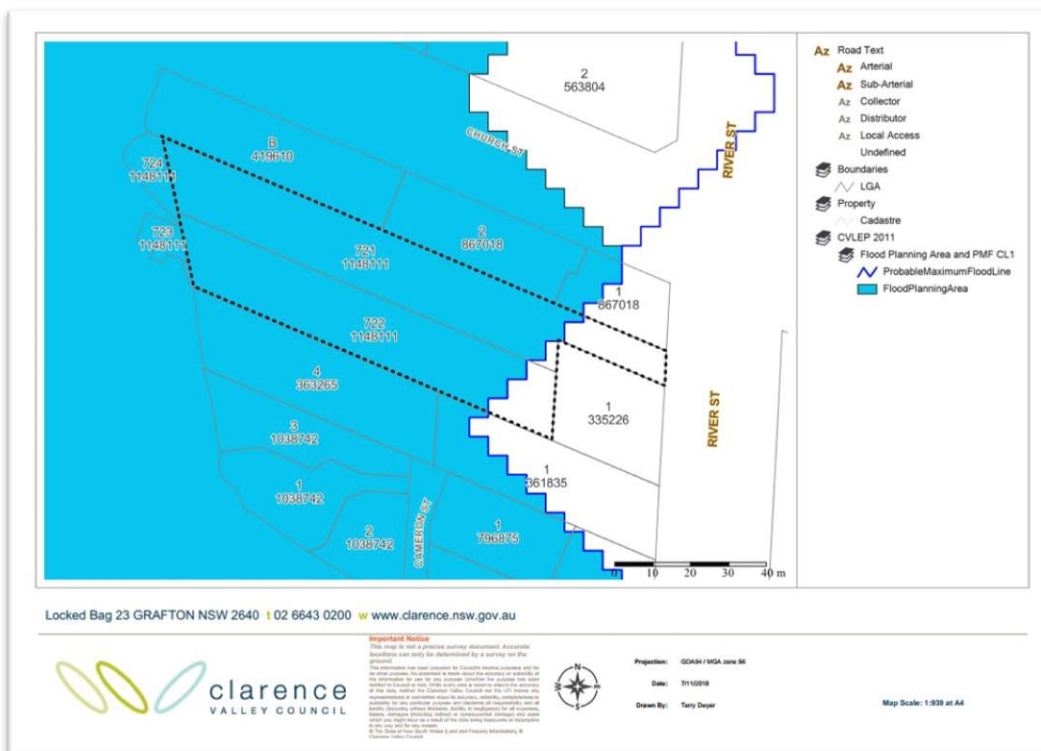 2
563804
CHURCH ST
RIVER ST
B
419610
724
1148111
723
1148111
2
867018
721
1148111
1
867018
722
1148111
4
363265
1
335226
RIVER ST
3
1038742
1
1038742
1
361835
2
1038742
CAMERON ST
1
796875
0 10 20 30 40 m
Az Road Text
Az Arterial
Az Sub-Arterial
Az Collector
Az Distributor
Az Local Access
Undefined
Boundaries
LGA
Property
Cadastre
CVLEP 2011
Flood Planning Area and PMF CL1
ProbableMaximumFloodLine
FloodPlanningArea
Locked Bag 23 GRAFTON NSW 2640 t 02 6643 0200 w www.clarence.nsw.gov.au
clarence
VALLEY COUNCIL
Important Notice
This map is not a precise survey document. Accurate
locations can only be determined by a survey on the
ground.
N
E
S
W
Projection: GDA94 / MGA zone 56
Date: 7/11/2018
Drawn By: Terry Dwyer
Map Scale: 1:939 at A4